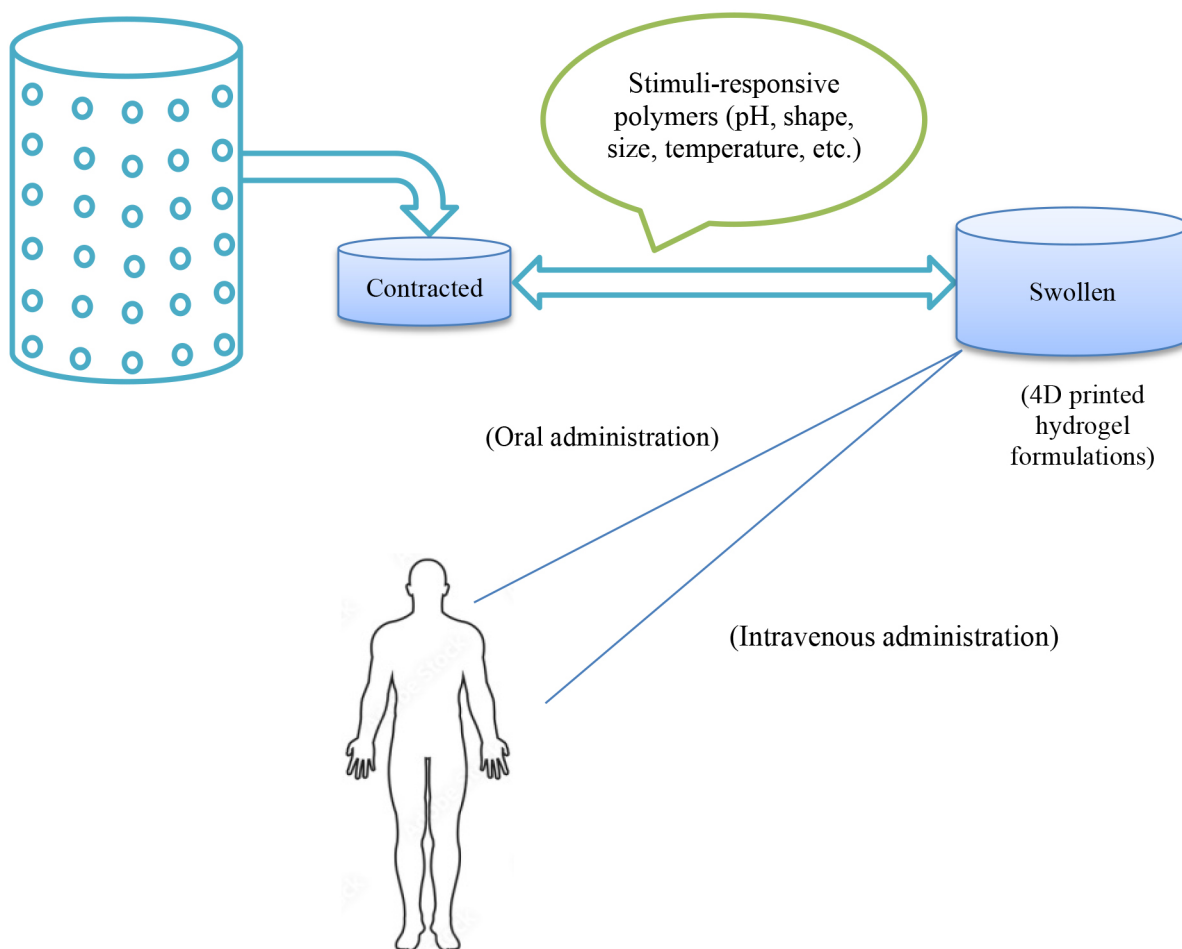 Stimuli-responsive
polymers (pH, shape,
size, temperature, etc.)
Contracted
Swollen
(4D printed
hydrogel
formulations)
(Oral administration)
(Intravenous administration)